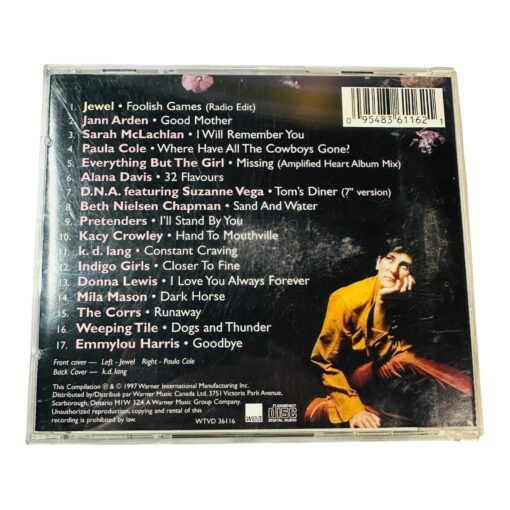 1. Jewel • Foolish Games (Radio Edit)
2. Jann Arden • Good Mother
3. Sarah McLachlan • I Will Remember You
4. Paula Cole • Where Have All The Cowboys Gone?
5. Everything But The Girl • Missing (Amplified Heart Album Mix)
6. Alana Davis • 32 Flavours
7. D.N.A. featuring Suzanne Vega • Tom's Diner (7" version)
8. Beth Nielsen Chapman • Sand And Water
9. Pretenders • I'll Stand By You
10. Kacy Crowley • Hand To Mouthville
11. k. d. lang • Constant Craving
12. Indigo Girls • Closer To Fine
13. Donna Lewis • I Love You Always Forever
14. Mila Mason • Dark Horse
15. The Corrs • Runaway
16. Weeping Tile • Dogs and Thunder
17. Emmylou Harris • Goodbye
0 95483 61162 1
Front cover — Left - Jewel Right - Paula Cole
Back Cover — k.d. lang
This Compilation ℗ & © 1997 Warner International Manufacturing Inc.
Distributed by/Distribué par Warner Music Canada Ltd. 3751 Victoria Park Avenue,
Scarborough, Ontario M1W 3Z4 A Warner Music Group Company.
Unauthorized reproduction, copying and rental of this
recording is prohibited by law.
WTVD 36116
wea
COMPACT
disc
DIGITAL AUDIO